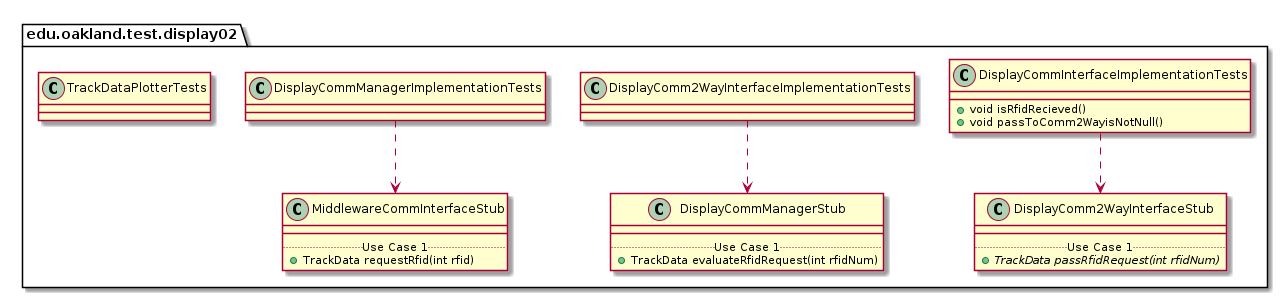 edu.oakland.test.display02
C TrackDataPlotterTests
C DisplayCommManagerImplementationTests
C DisplayComm2WayInterfaceImplementationTests
C DisplayCommInterfaceImplementationTests
void isRfidRecieved()
void passToComm2WayisNotNull()
C MiddlewareCommInterfaceStub
Use Case 1
TrackData requestRfid(int rfid)
C DisplayCommManagerStub
Use Case 1
TrackData evaluateRfidRequest(int rfidNum)
C DisplayComm2WayInterfaceStub
Use Case 1
TrackData passRfidRequest(int rfidNum)